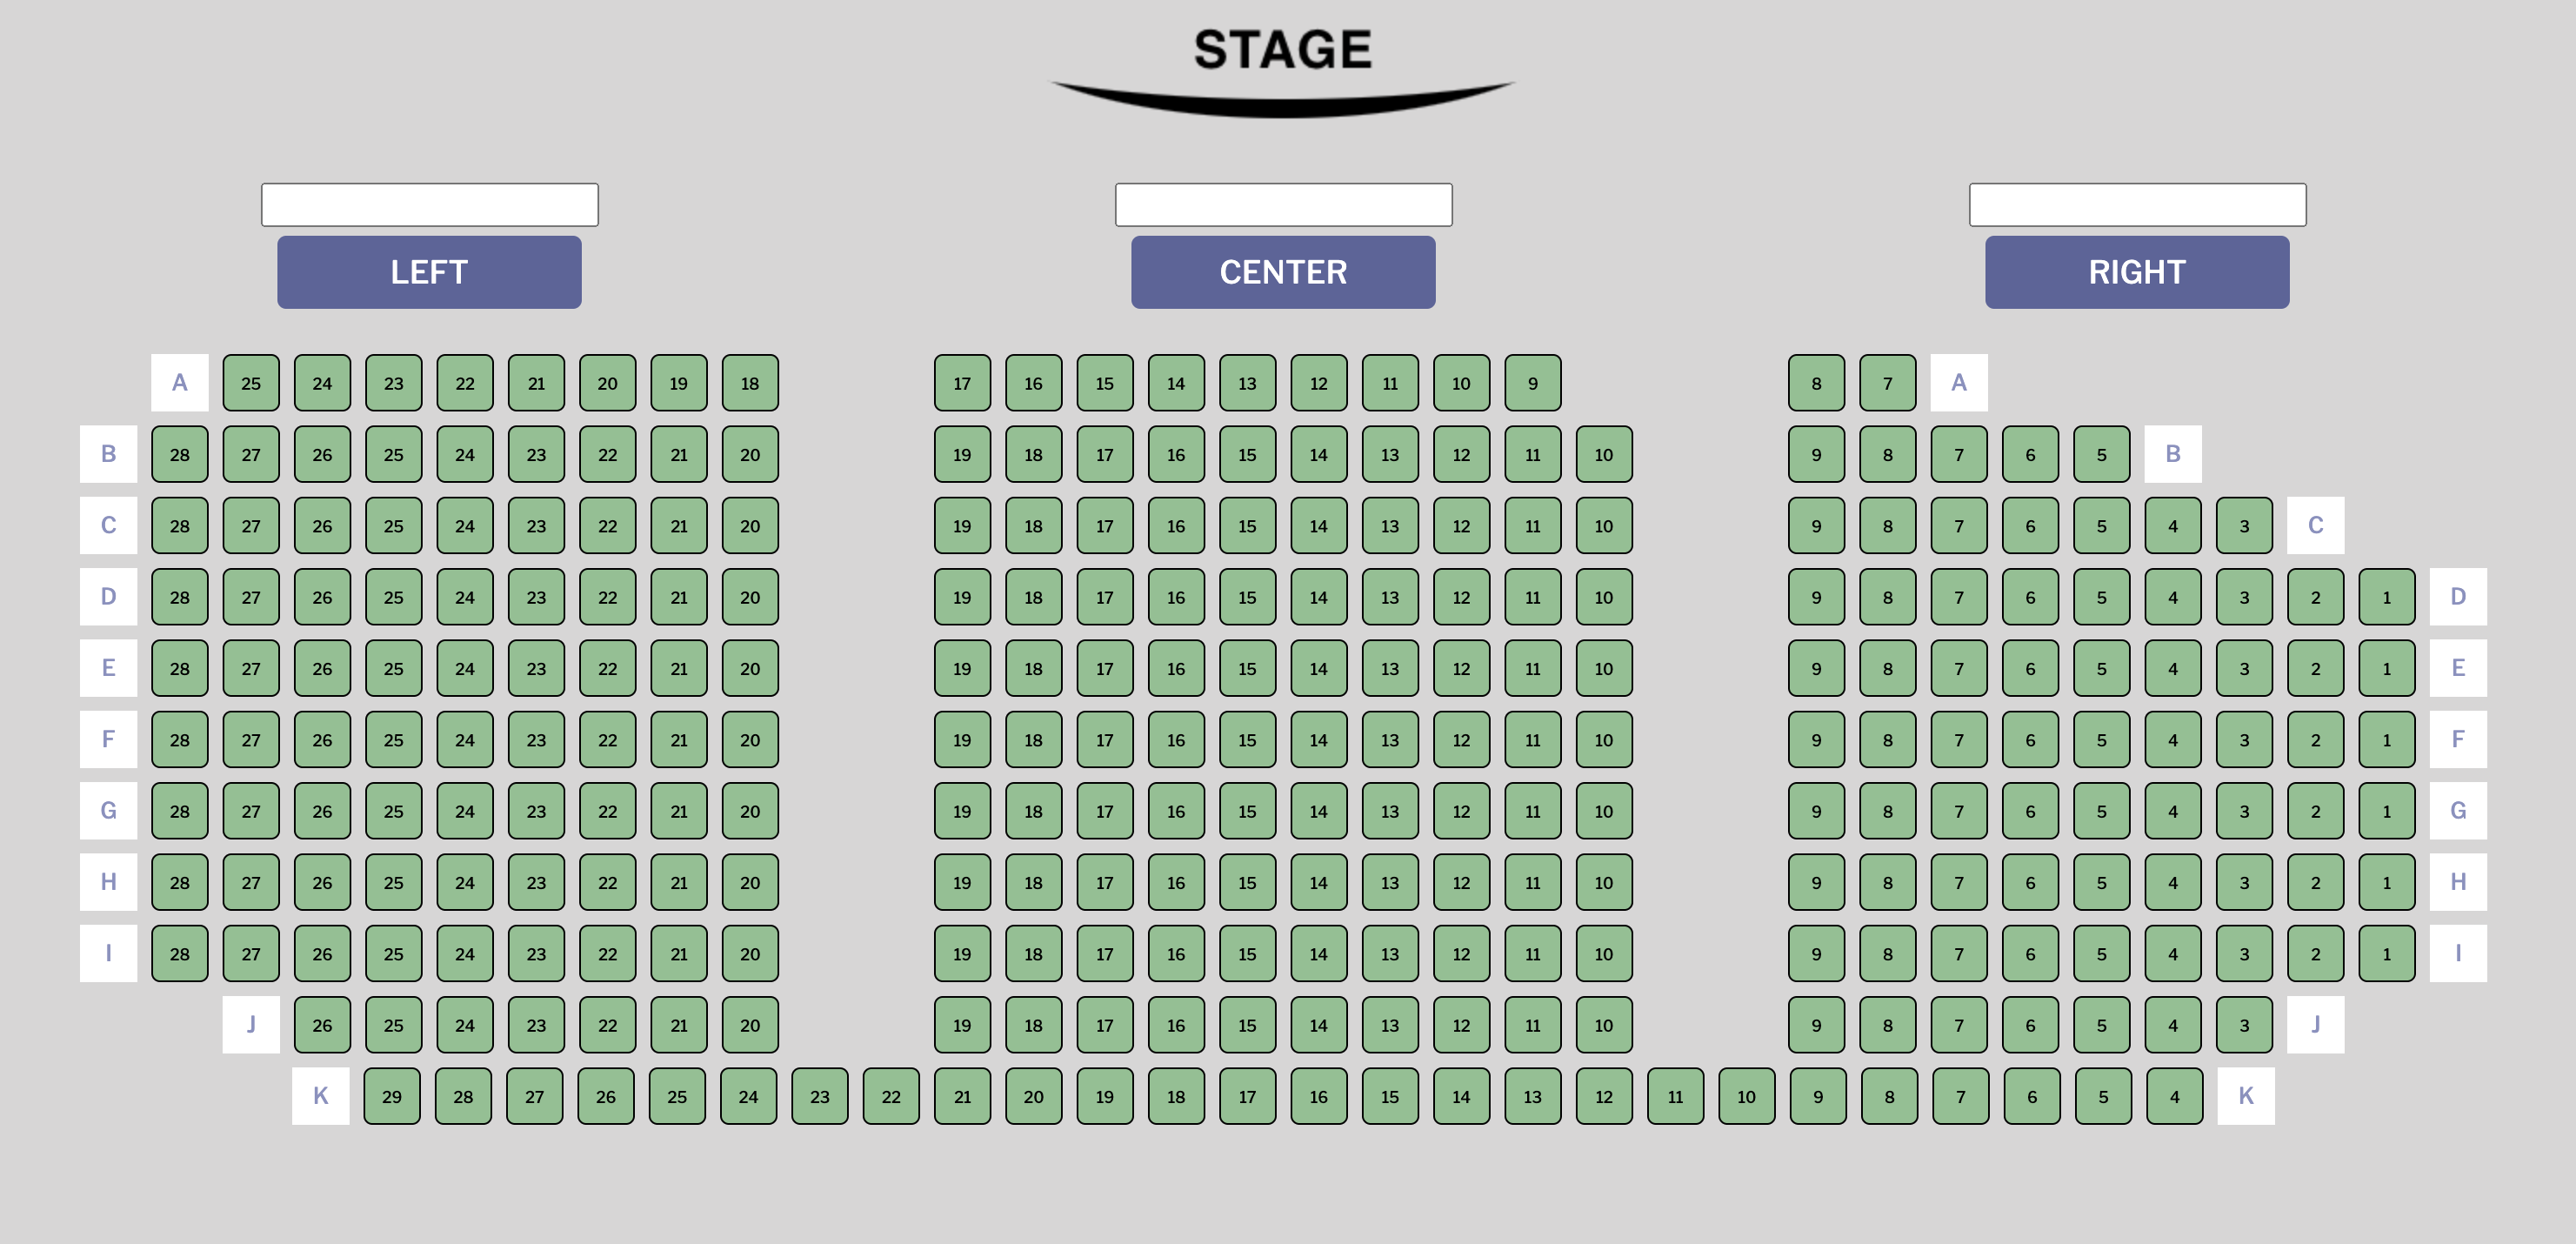 STAGE
LEFT CENTER RIGHT
A 25 24 23 22 21 20 19 18 17 16 15 14 13 12 11 10 9 8 7 A
B 28 27 26 25 24 23 22 21 20 19 18 17 16 15 14 13 12 11 10 9 8 7 6 5 B
C 28 27 26 25 24 23 22 21 20 19 18 17 16 15 14 13 12 11 10 9 8 7 6 5 4 3 C
D 28 27 26 25 24 23 22 21 20 19 18 17 16 15 14 13 12 11 10 9 8 7 6 5 4 3 2 1 D
E 28 27 26 25 24 23 22 21 20 19 18 17 16 15 14 13 12 11 10 9 8 7 6 5 4 3 2 1 E
F 28 27 26 25 24 23 22 21 20 19 18 17 16 15 14 13 12 11 10 9 8 7 6 5 4 3 2 1 F
G 28 27 26 25 24 23 22 21 20 19 18 17 16 15 14 13 12 11 10 9 8 7 6 5 4 3 2 1 G
H 28 27 26 25 24 23 22 21 20 19 18 17 16 15 14 13 12 11 10 9 8 7 6 5 4 3 2 1 H
I 28 27 26 25 24 23 22 21 20 19 18 17 16 15 14 13 12 11 10 9 8 7 6 5 4 3 2 1 I
J 26 25 24 23 22 21 20 19 18 17 16 15 14 13 12 11 10 9 8 7 6 5 4 3 J
K 29 28 27 26 25 24 23 22 21 20 19 18 17 16 15 14 13 12 11 10 9 8 7 6 5 4 K